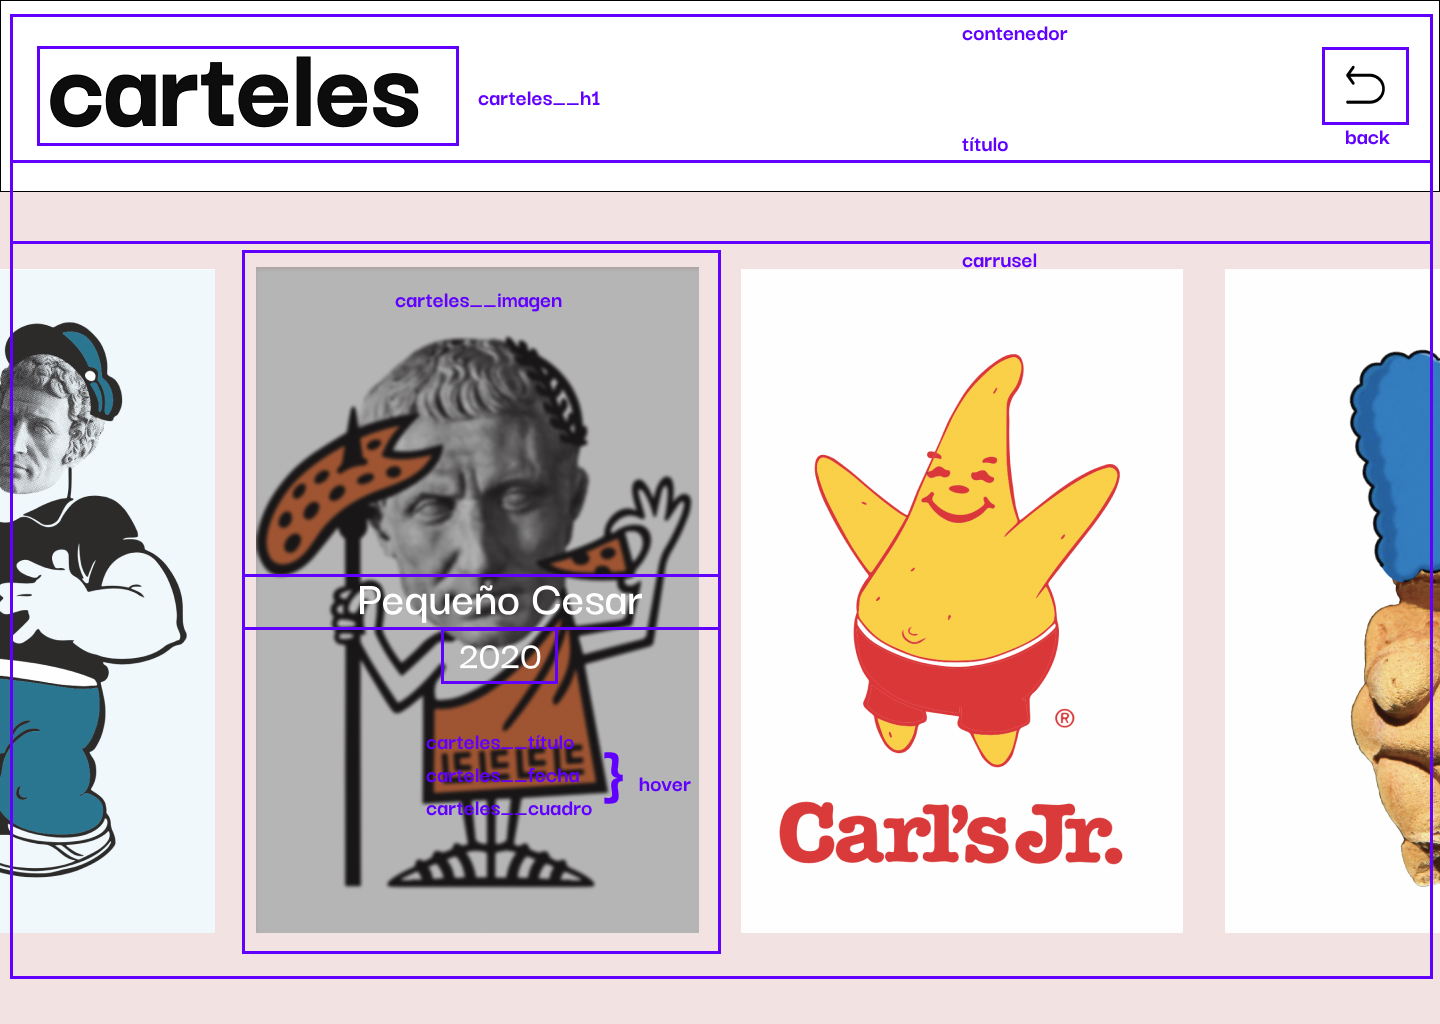 contenedor
carteles
carteles__h1
título
back
carrusel
carteles__imagen
Pequeño Cesar
2020
carteles__título
carteles__fecha
carteles__cuadro
} hover
®
Carl's Jr.